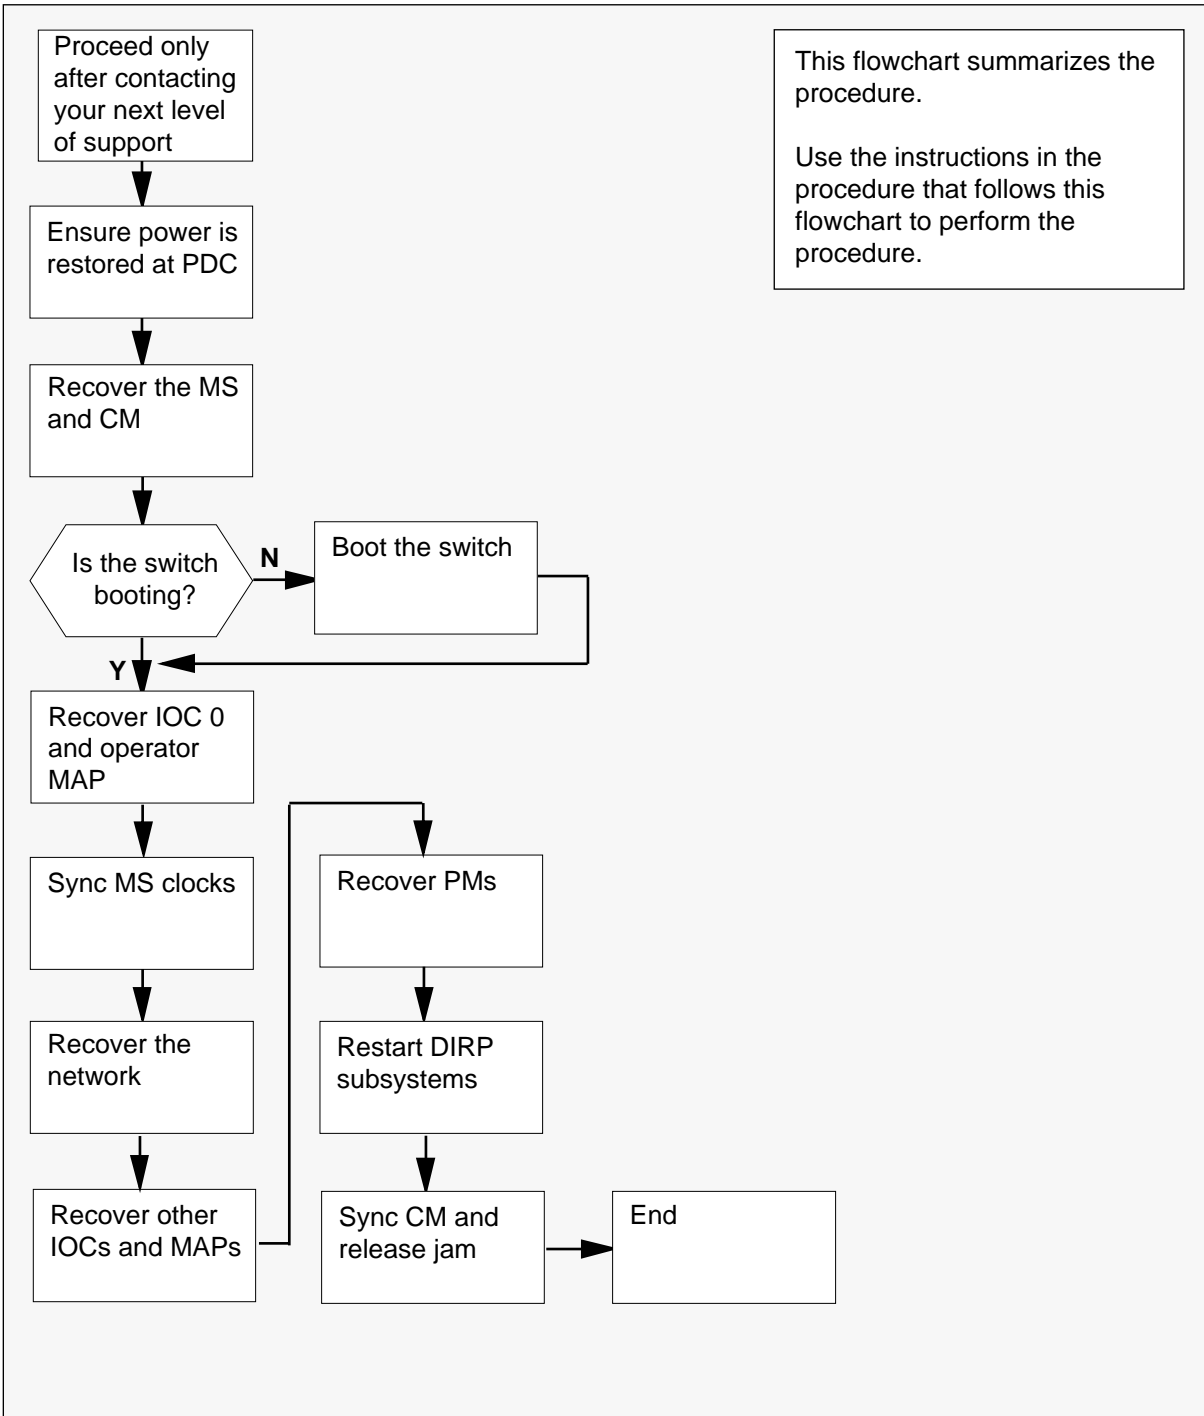 Proceed only
after contacting
your next level
of support
This flowchart summarizes the
procedure.
Use the instructions in the
procedure that follows this
flowchart to perform the
procedure.
Ensure power is
restored at PDC
Recover the MS
and CM
Is the switch
booting?
N
Boot the switch
Y
Recover IOC 0
and operator
MAP
Sync MS clocks
Recover the
network
Recover other
IOCs and MAPs
Recover PMs
Restart DIRP
subsystems
Sync CM and
release jam
End